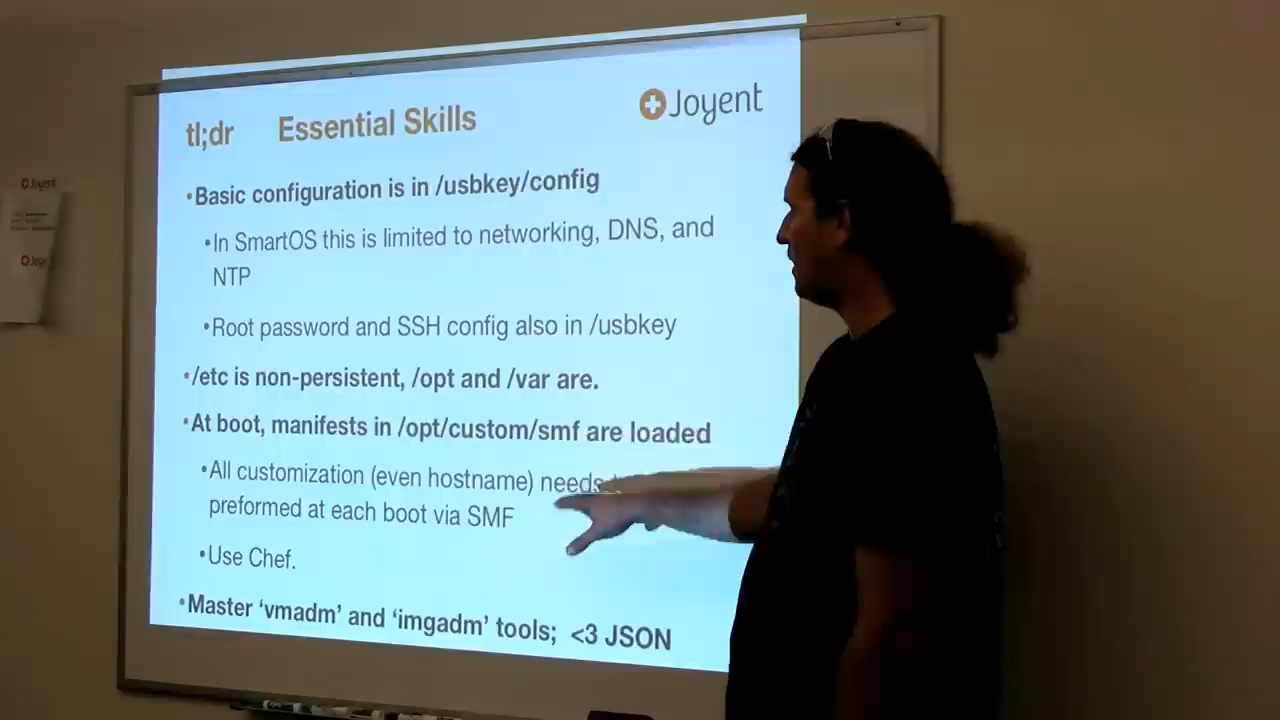 tl;dr Essential Skills
Joyent
•Basic configuration is in /usbkey/config
•In SmartOS this is limited to networking, DNS, and
NTP
•Root password and SSH config also in /usbkey
•/etc is non-persistent, /opt and /var are.
•At boot, manifests in /opt/custom/smf are loaded
•All customization (even hostname) needs
preformed at each boot via SMF
•Use Chef.
•Master ‘vmadm’ and ‘imgadm’ tools; <3 JSON
Joyent